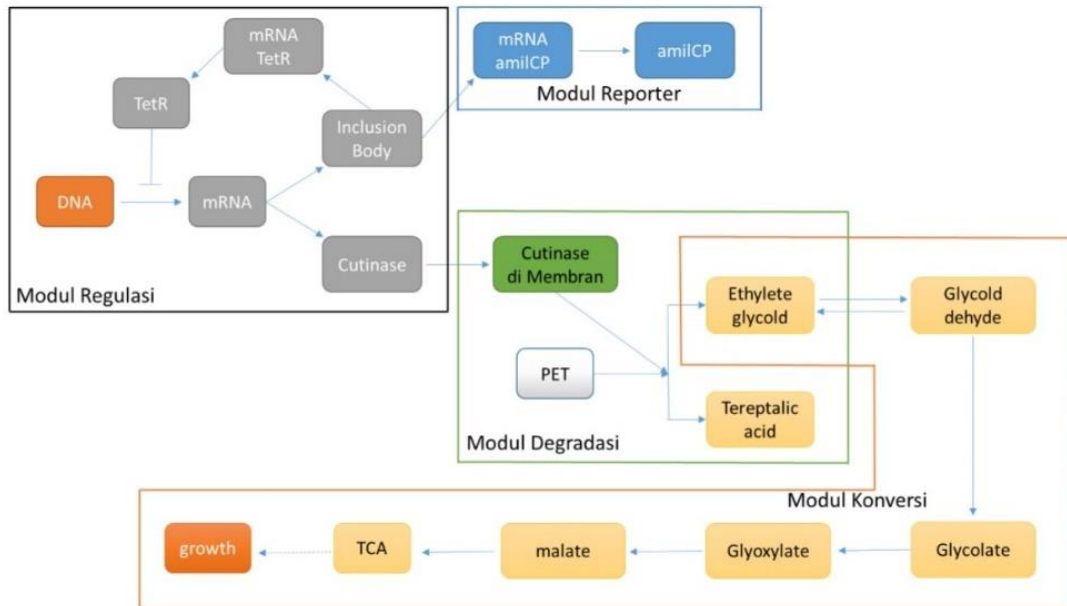 mRNA
TetR
TetR
Inclusion
Body
DNA
mRNA
Cutinase
Modul Regulasi
mRNA
amilCP
amilCP
Modul Reporter
Cutinase
di Membran
PET
Ethylete
glycold
Tereptalic
acid
Modul Degradasi
Glycold
dehyde
Modul Konversi
growth
TCA
malate
Glyoxylate
Glycolate